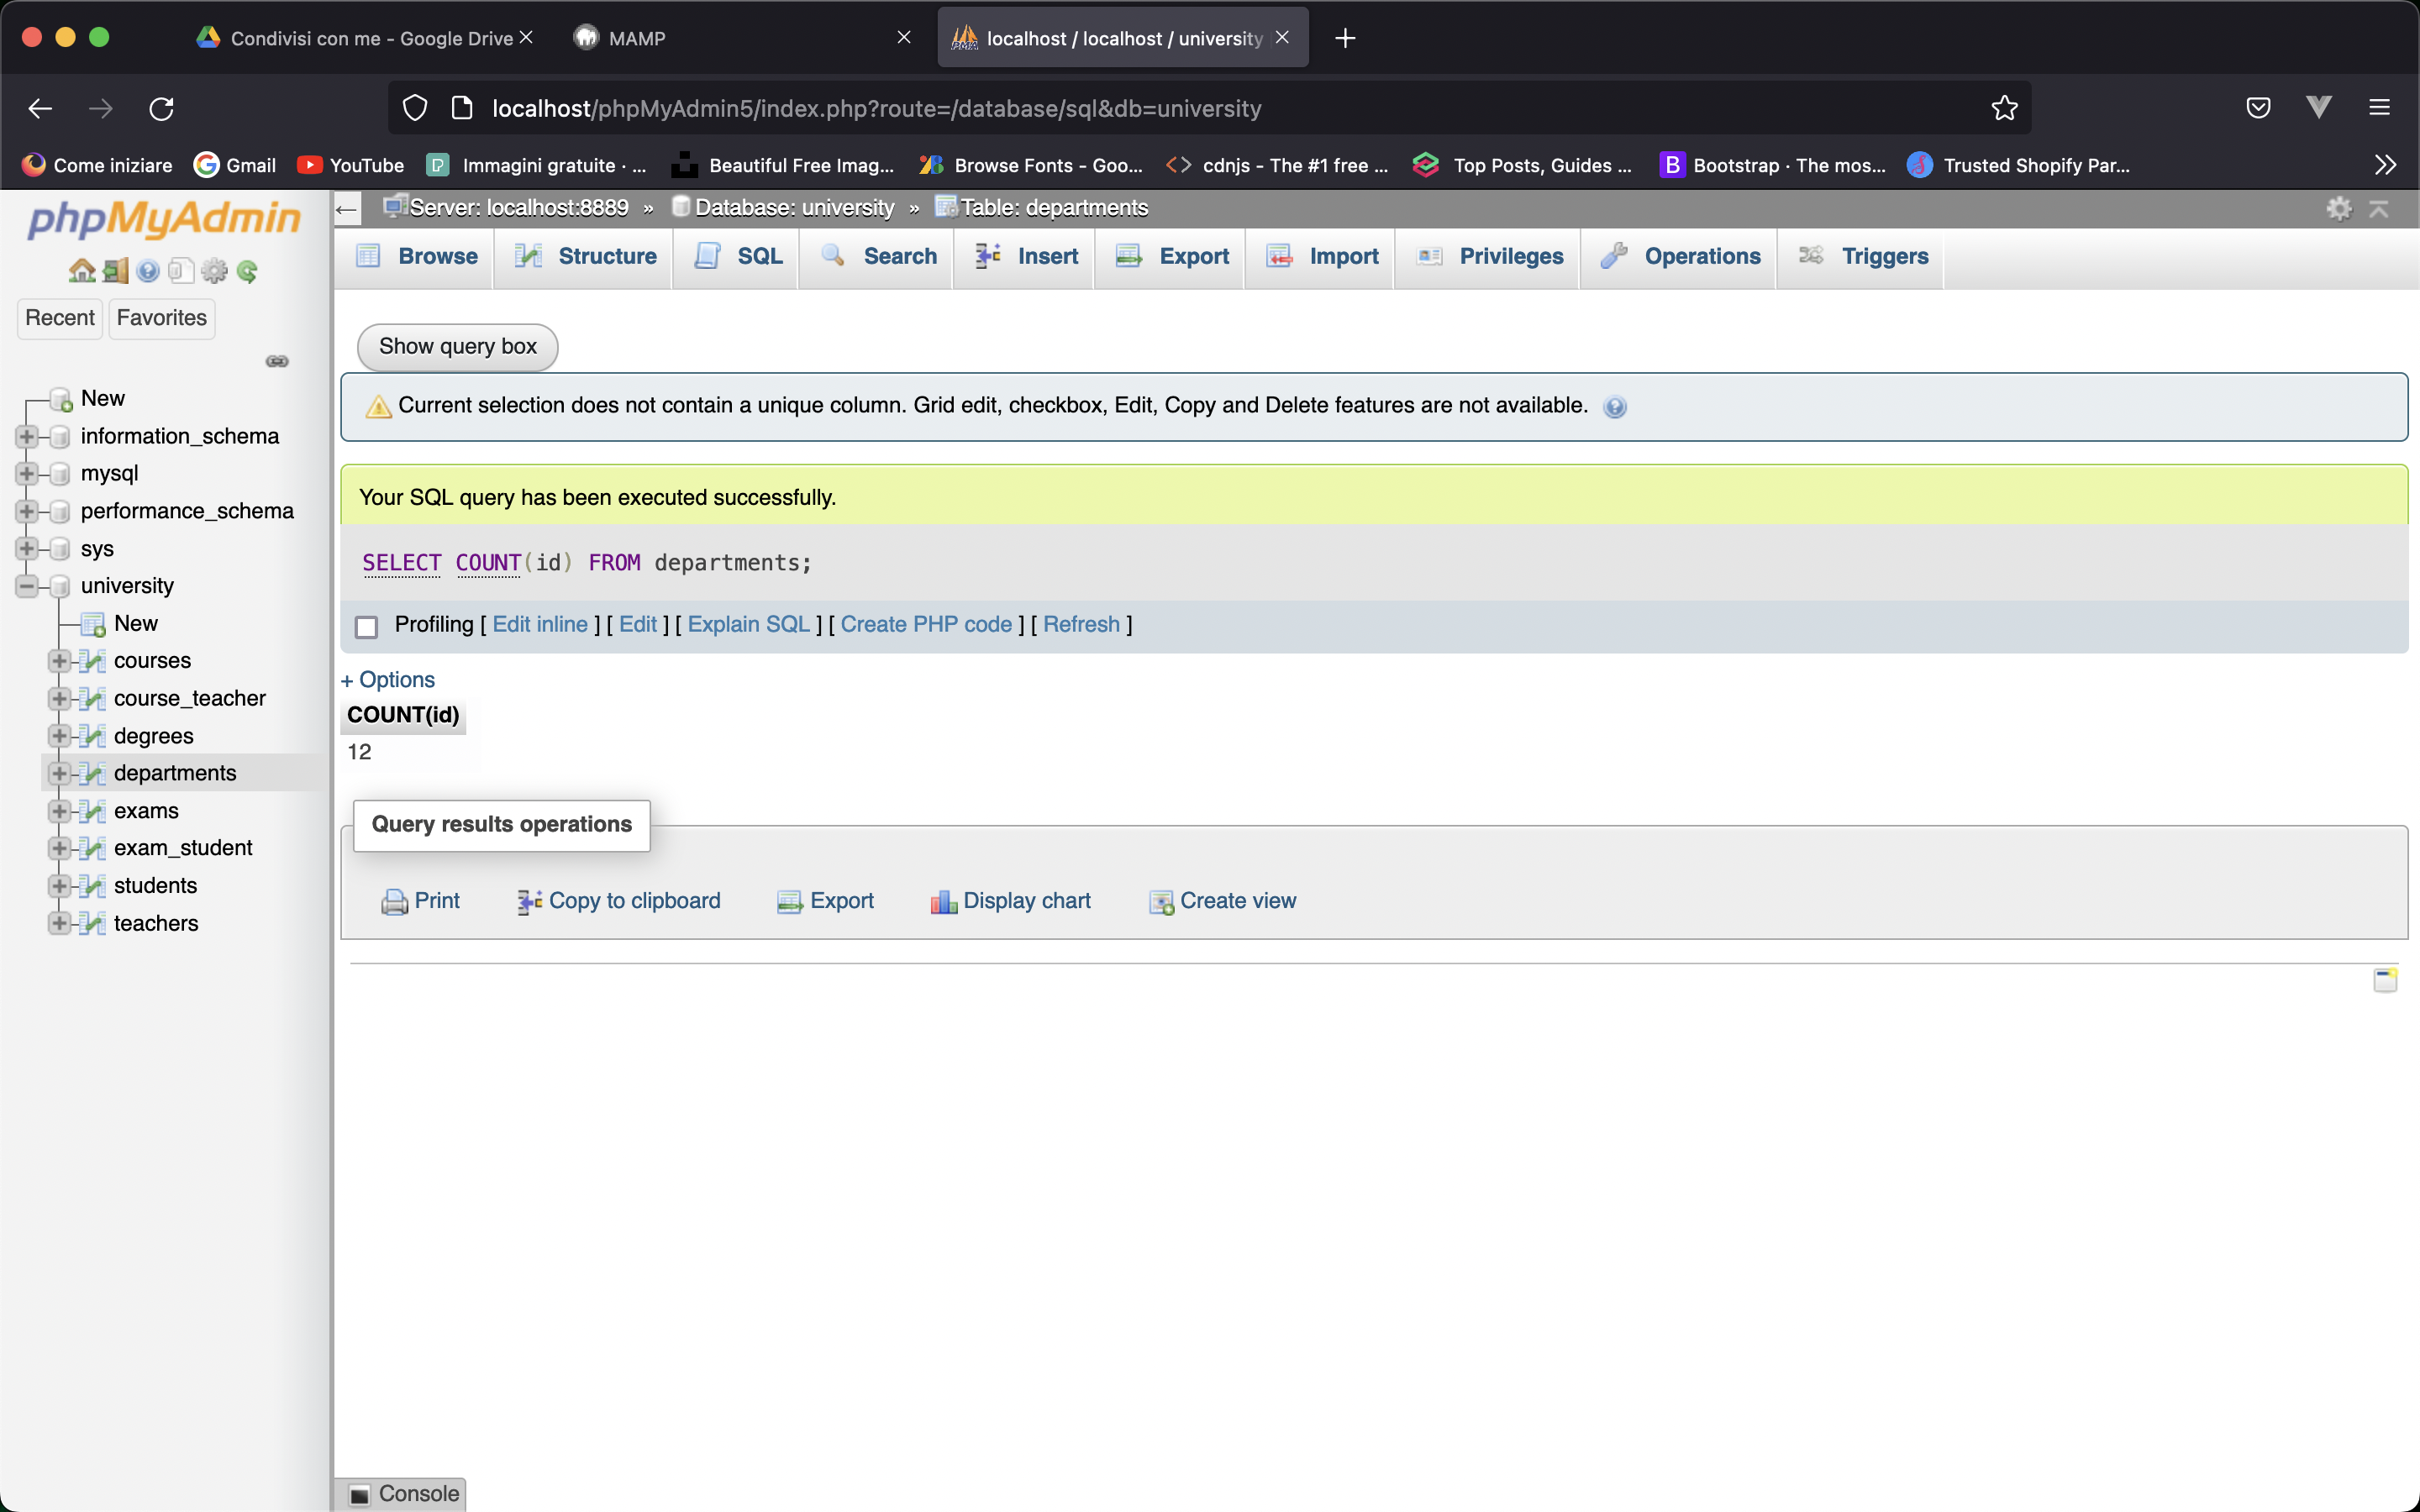 Condivisi con me - Google Drive
MAMP
localhost / localhost / university
localhost/phpMyAdmin5/index.php?route=/database/sql&db=university
Come iniziare
Gmail
YouTube
Immagini gratuite · ...
Beautiful Free Imag...
Browse Fonts - Goo...
cdnjs - The #1 free ...
Top Posts, Guides ...
Bootstrap · The mos...
Trusted Shopify Par...
phpMyAdmin
Recent
Favorites
New
information_schema
mysql
performance_schema
sys
university
New
courses
course_teacher
degrees
departments
exams
exam_student
students
teachers
Server: localhost:8889 » Database: university » Table: departments
Browse
Structure
SQL
Search
Insert
Export
Import
Privileges
Operations
Triggers
Show query box
Current selection does not contain a unique column. Grid edit, checkbox, Edit, Copy and Delete features are not available.
Your SQL query has been executed successfully.
SELECT COUNT(id) FROM departments;
Profiling [ Edit inline ] [ Edit ] [ Explain SQL ] [ Create PHP code ] [ Refresh ]
+ Options
COUNT(id)
12
Query results operations
Print
Copy to clipboard
Export
Display chart
Create view
Console